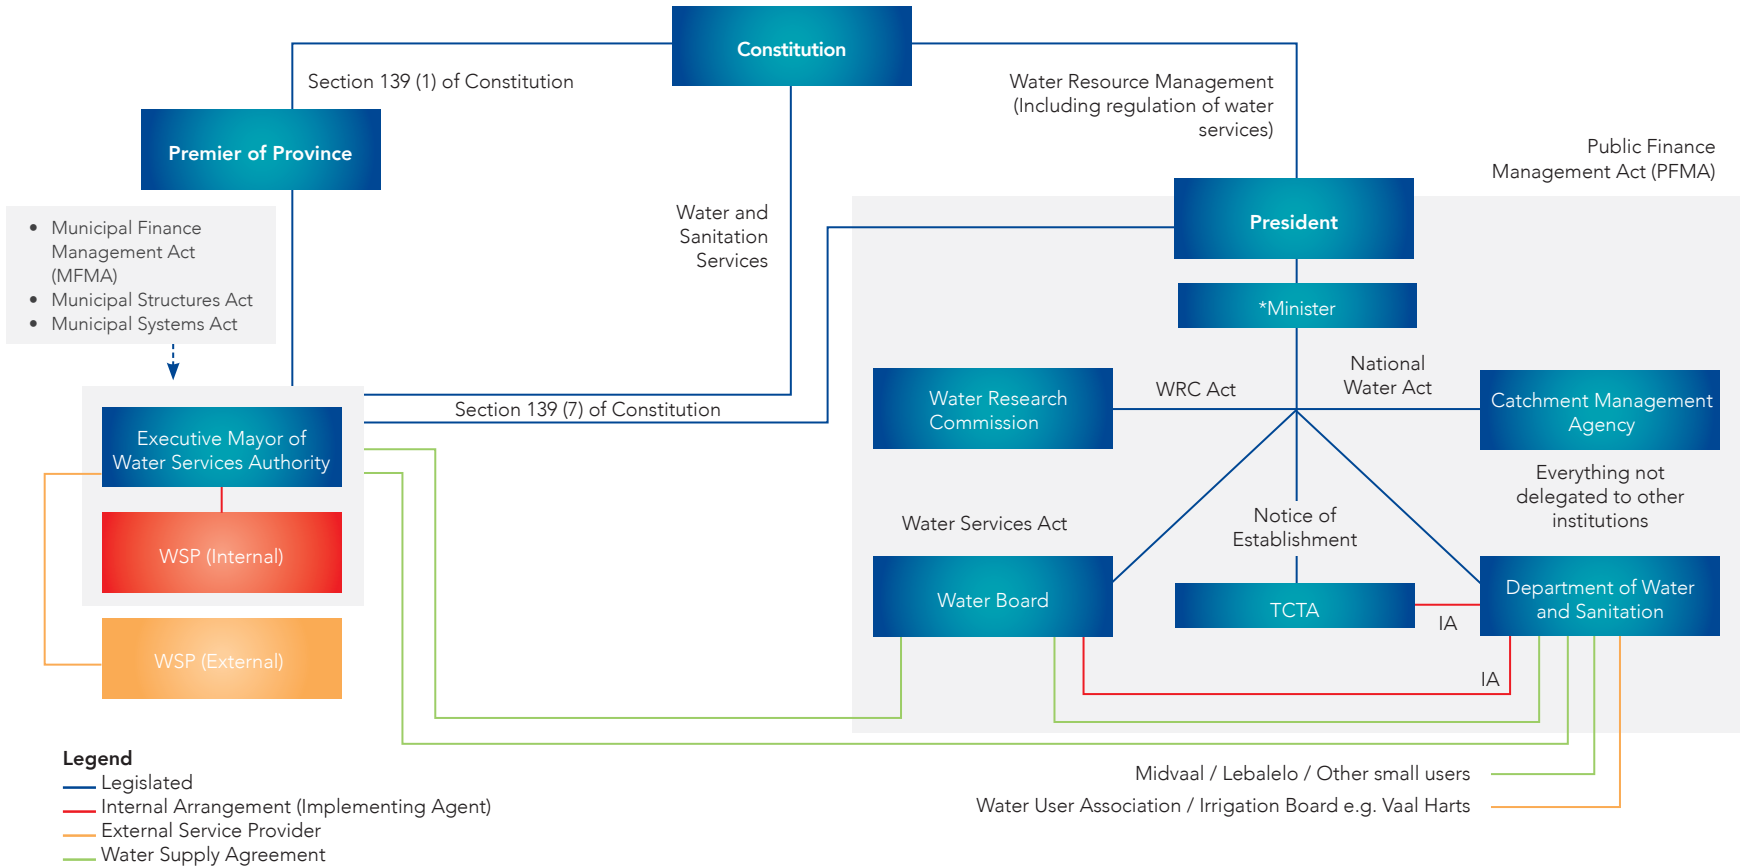 Constitution
Section 139 (1) of Constitution
Water Resource Management
(Including regulation of water
services)
Premier of Province
Public Finance
Management Act (PFMA)
• Municipal Finance
Management Act
(MFMA)
• Municipal Structures Act
• Municipal Systems Act
Water and
Sanitation
Services
President
*Minister
Section 139 (7) of Constitution
Executive Mayor of
Water Services Authority
WSP (Internal)
WSP (External)
Water Research
Commission
WRC Act
National
Water Act
Catchment Management
Agency
Everything not
delegated to other
institutions
Water Services Act
Notice of
Establishment
Water Board
TCTA
IA
Department of Water
and Sanitation
IA
Midvaal / Lebalelo / Other small users
Water User Association / Irrigation Board e.g. Vaal Harts
Legend
Legislated
Internal Arrangement (Implementing Agent)
External Service Provider
Water Supply Agreement